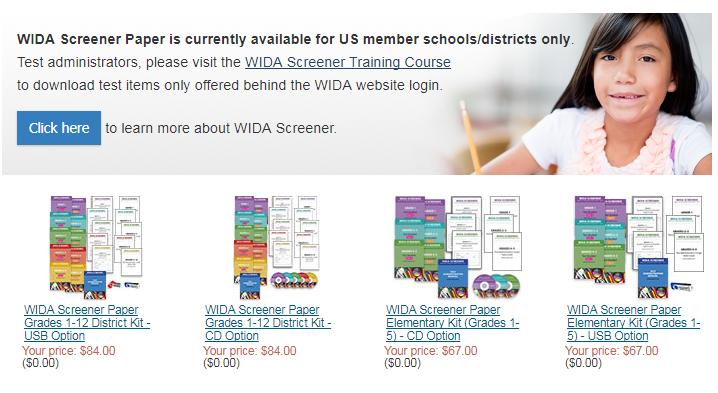 WIDA Screener Paper is currently available for US member schools/districts only.
Test administrators, please visit the WIDA Screener Training Course
to download test items only offered behind the WIDA website login.
Click here to learn more about WIDA Screener.
WIDA Screener Paper
Grades 1-12 District Kit -
USB Option
Your price: $84.00
($0.00)
WIDA Screener Paper
Grades 1-12 District Kit -
CD Option
Your price: $84.00
($0.00)
WIDA Screener Paper
Elementary Kit (Grades 1-
5) - CD Option
Your price: $67.00
($0.00)
WIDA Screener Paper
Elementary Kit (Grades 1-
5) - USB Option
Your price: $67.00
($0.00)